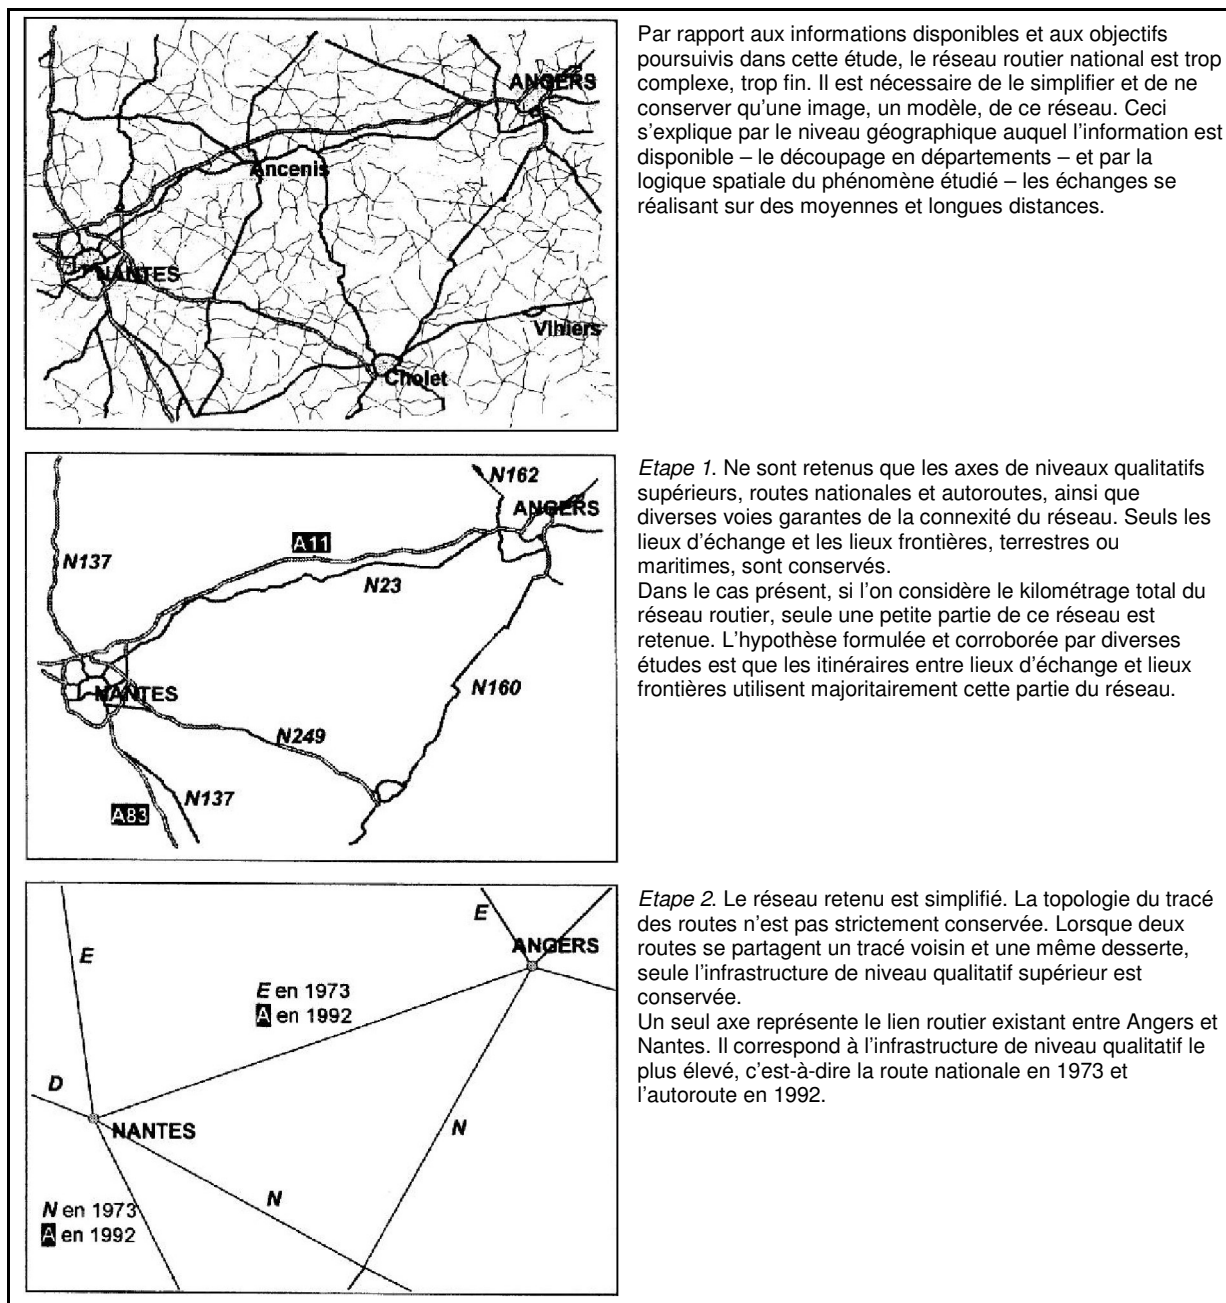 ANGERS
Ancenis
NANTES
Vihiers
Cholet
Par rapport aux informations disponibles et aux objectifs
poursuivis dans cette étude, le réseau routier national est trop
complexe, trop fin. Il est nécessaire de le simplifier et de ne
conserver qu’une image, un modèle, de ce réseau. Ceci
s’explique par le niveau géographique auquel l’information est
disponible – le découpage en départements – et par la
logique spatiale du phénomène étudié – les échanges se
réalisant sur des moyennes et longues distances.
N162
ANGERS
A11
N137
N23
NANTES
N160
N249
N137
A83
Etape 1. Ne sont retenus que les axes de niveaux qualitatifs
supérieurs, routes nationales et autoroutes, ainsi que
diverses voies garantes de la connexité du réseau. Seuls les
lieux d’échange et les lieux frontières, terrestres ou
maritimes, sont conservés.
Dans le cas présent, si l’on considère le kilométrage total du
réseau routier, seule une petite partie de ce réseau est
retenue. L’hypothèse formulée et corroborée par diverses
études est que les itinéraires entre lieux d’échange et lieux
frontières utilisent majoritairement cette partie du réseau.
E
ANGERS
E
E en 1973
A en 1992
D
NANTES
N
N
N en 1973
A en 1992
Etape 2. Le réseau retenu est simplifié. La topologie du tracé
des routes n’est pas strictement conservée. Lorsque deux
routes se partagent un tracé voisin et une même desserte,
seule l’infrastructure de niveau qualitatif supérieur est
conservée.
Un seul axe représente le lien routier existant entre Angers et
Nantes. Il correspond à l’infrastructure de niveau qualitatif le
plus élevé, c’est-à-dire la route nationale en 1973 et
l’autoroute en 1992.